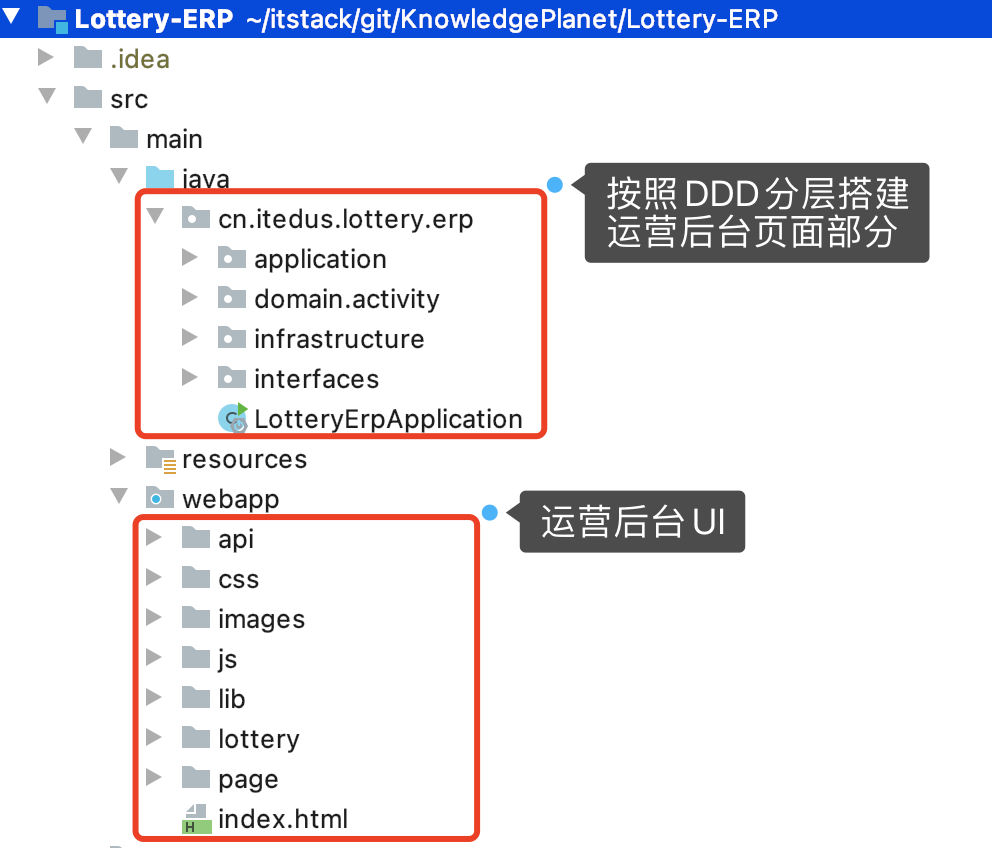 Lottery-ERP ~/itstack/git/KnowledgePlanet/Lottery-ERP
.idea
src
main
java
按照 DDD 分层搭建
运营后台页面部分
cn.itedus.lottery.erp
application
domain.activity
infrastructure
interfaces
C LotteryErpApplication
resources
webapp
运营后台 UI
api
css
images
js
lib
lottery
page
H index.html